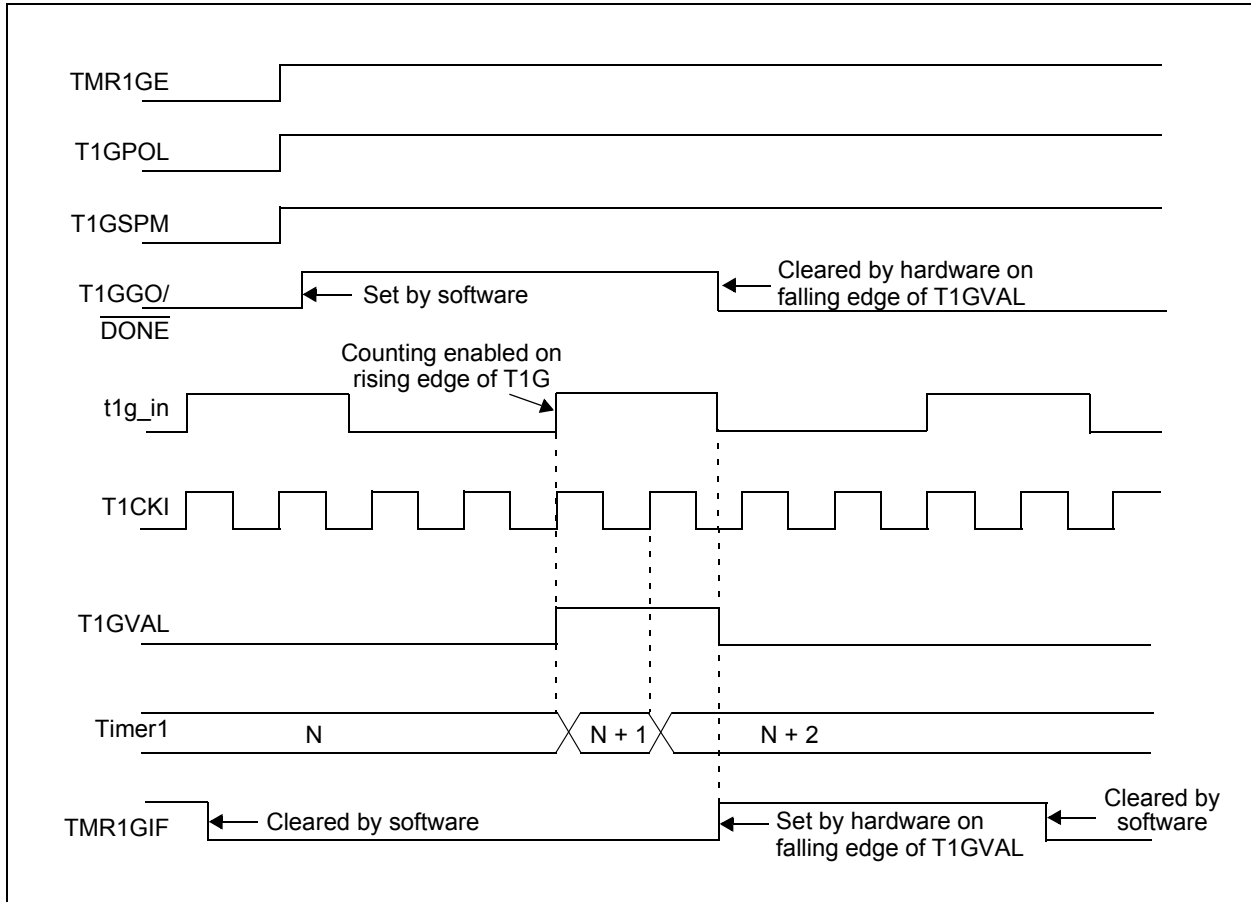 TMR1GE
T1GPOL
T1GSPM
T1GGO/
DONE
Set by software
Cleared by hardware on
falling edge of T1GVAL
Counting enabled on
rising edge of T1G
t1g_in
T1CKI
T1GVAL
Timer1
N
N + 1
N + 2
TMR1GIF
Cleared by software
Set by hardware on
falling edge of T1GVAL
Cleared by
software